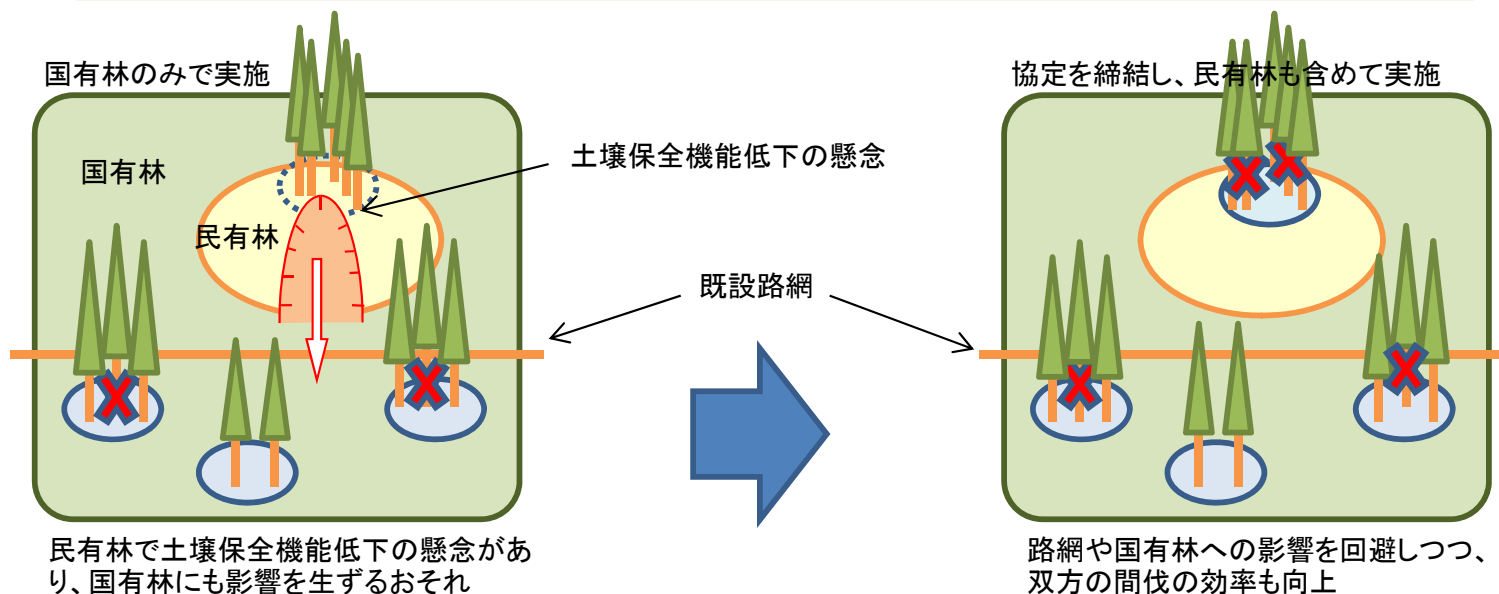 国有林のみで実施
協定を締結し、民有林も含めて実施
国有林
土壌保全機能低下の懸念
民有林
既設路網
民有林で土壌保全機能低下の懸念があ
り、国有林にも影響を生ずるおそれ
路網や国有林への影響を回避しつつ、
双方の間伐の効率も向上